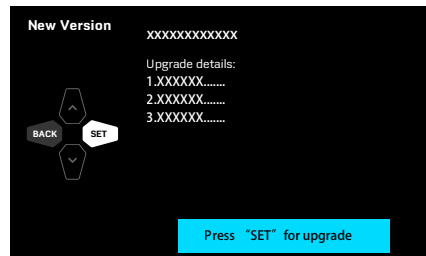 New Version
XXXXXXXXXXXX
Upgrade details:
1.XXXXXX.......
2.XXXXXX.......
3.XXXXXX.......
BACK
SET
Press “SET” for upgrade